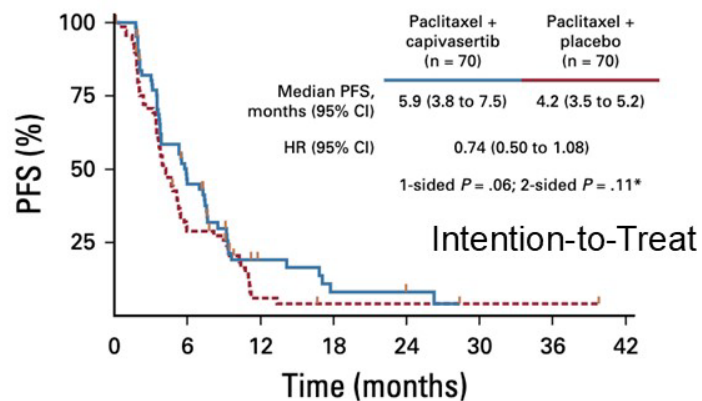 Paclitaxel + Paclitaxel +
capivasertib placebo
(n = 70) (n = 70)
Median PFS,
months (95% CI) 5.9 (3.8 to 7.5) 4.2 (3.5 to 5.2)
HR (95% CI) 0.74 (0.50 to 1.08)
1-sided P = .06; 2-sided P = .11*
Intention-to-Treat
PFS (%)
100
75
50
25
0 6 12 18 24 30 36 42
Time (months)